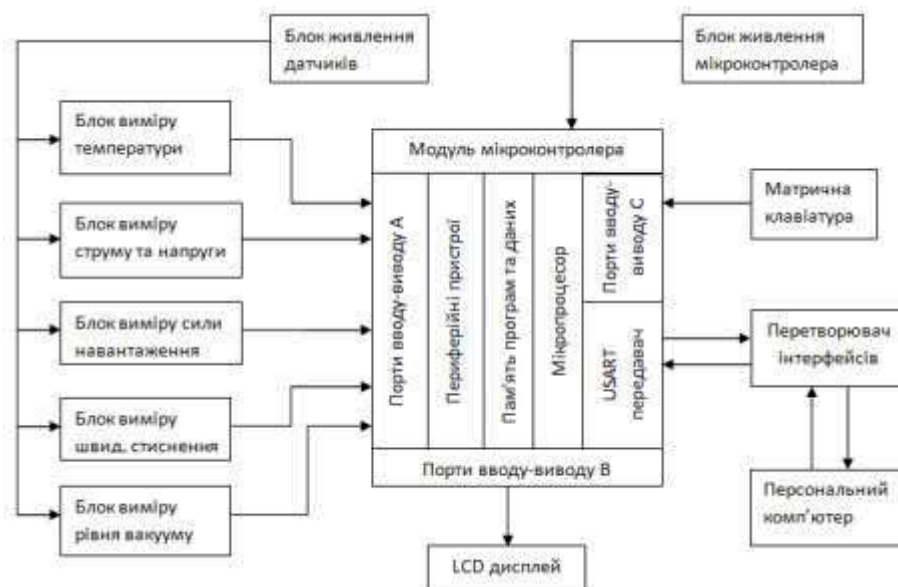 Блок живлення
датчиків
Блок живлення
мікроконтролера
Блок виміру
температури
Блок виміру
струму та напруги
Блок виміру сили
навантаження
Блок виміру
швид. стиснення
Блок виміру
рівня вакууму
Модуль мікроконтролера
Порти вводу-виводу А
Периферійні пристрої
Пам'ять програм та даних
Мікропроцесор
Порти вводу-
виводу С
USART
передавач
Порти вводу-виводу В
LCD дисплей
Матрична
клавіатура
Перетворювач
інтерфейсів
Персональний
комп'ютер